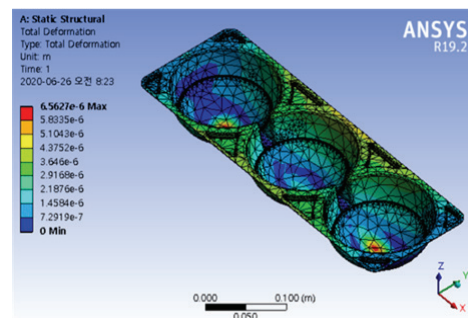 A: Static Structural
Total Deformation
Type: Total Deformation
Unit: m
Time: 1
2020-06-26 오전 8:23
6.5627e-6 Max
5.8335e-6
5.1043e-6
4.3752e-6
3.646e-6
2.9168e-6
2.1876e-6
1.4584e-6
7.2919e-7
0 Min
ANSYS
R19.2
0.000
0.100 (m)
0.050
Z
Y
X